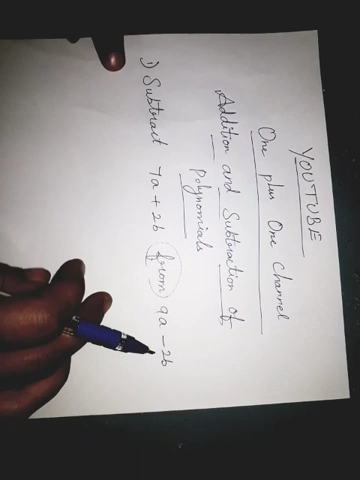 YOUTUBE
One plus One Channel
Addition and Subtraction of
Polynomials
1) Subtract 7a + 2b from 9a - 2b